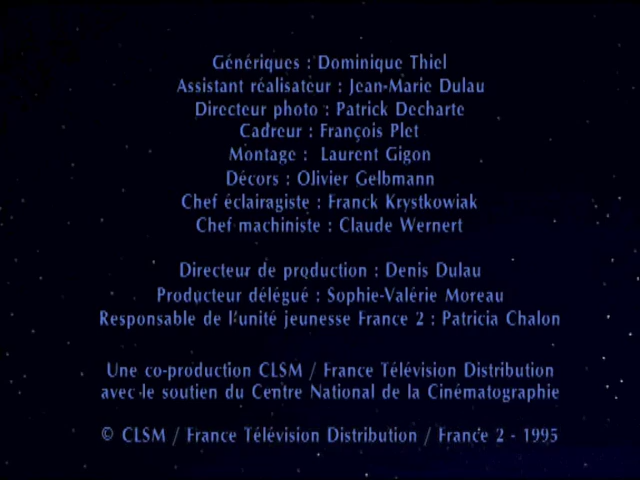 Génériques : Dominique Thiel
Assistant réalisateur : Jean-Marie Dulau
Directeur photo : Patrick Decharte
Cadreur : François Plet
Montage : Laurent Gigon
Décors : Olivier Gelbmann
Chef éclairagiste : Franck Krystkowiak
Chef machiniste : Claude Wernert
Directeur de production : Denis Dulau
Producteur délégué : Sophie-Valérie Moreau
Responsable de l'unité jeunesse France 2 : Patricia Chalon
Une co-production CLSM / France Télévision Distribution
avec le soutien du Centre National de la Cinématographie
© CLSM / France Télévision Distribution / France 2 - 1995